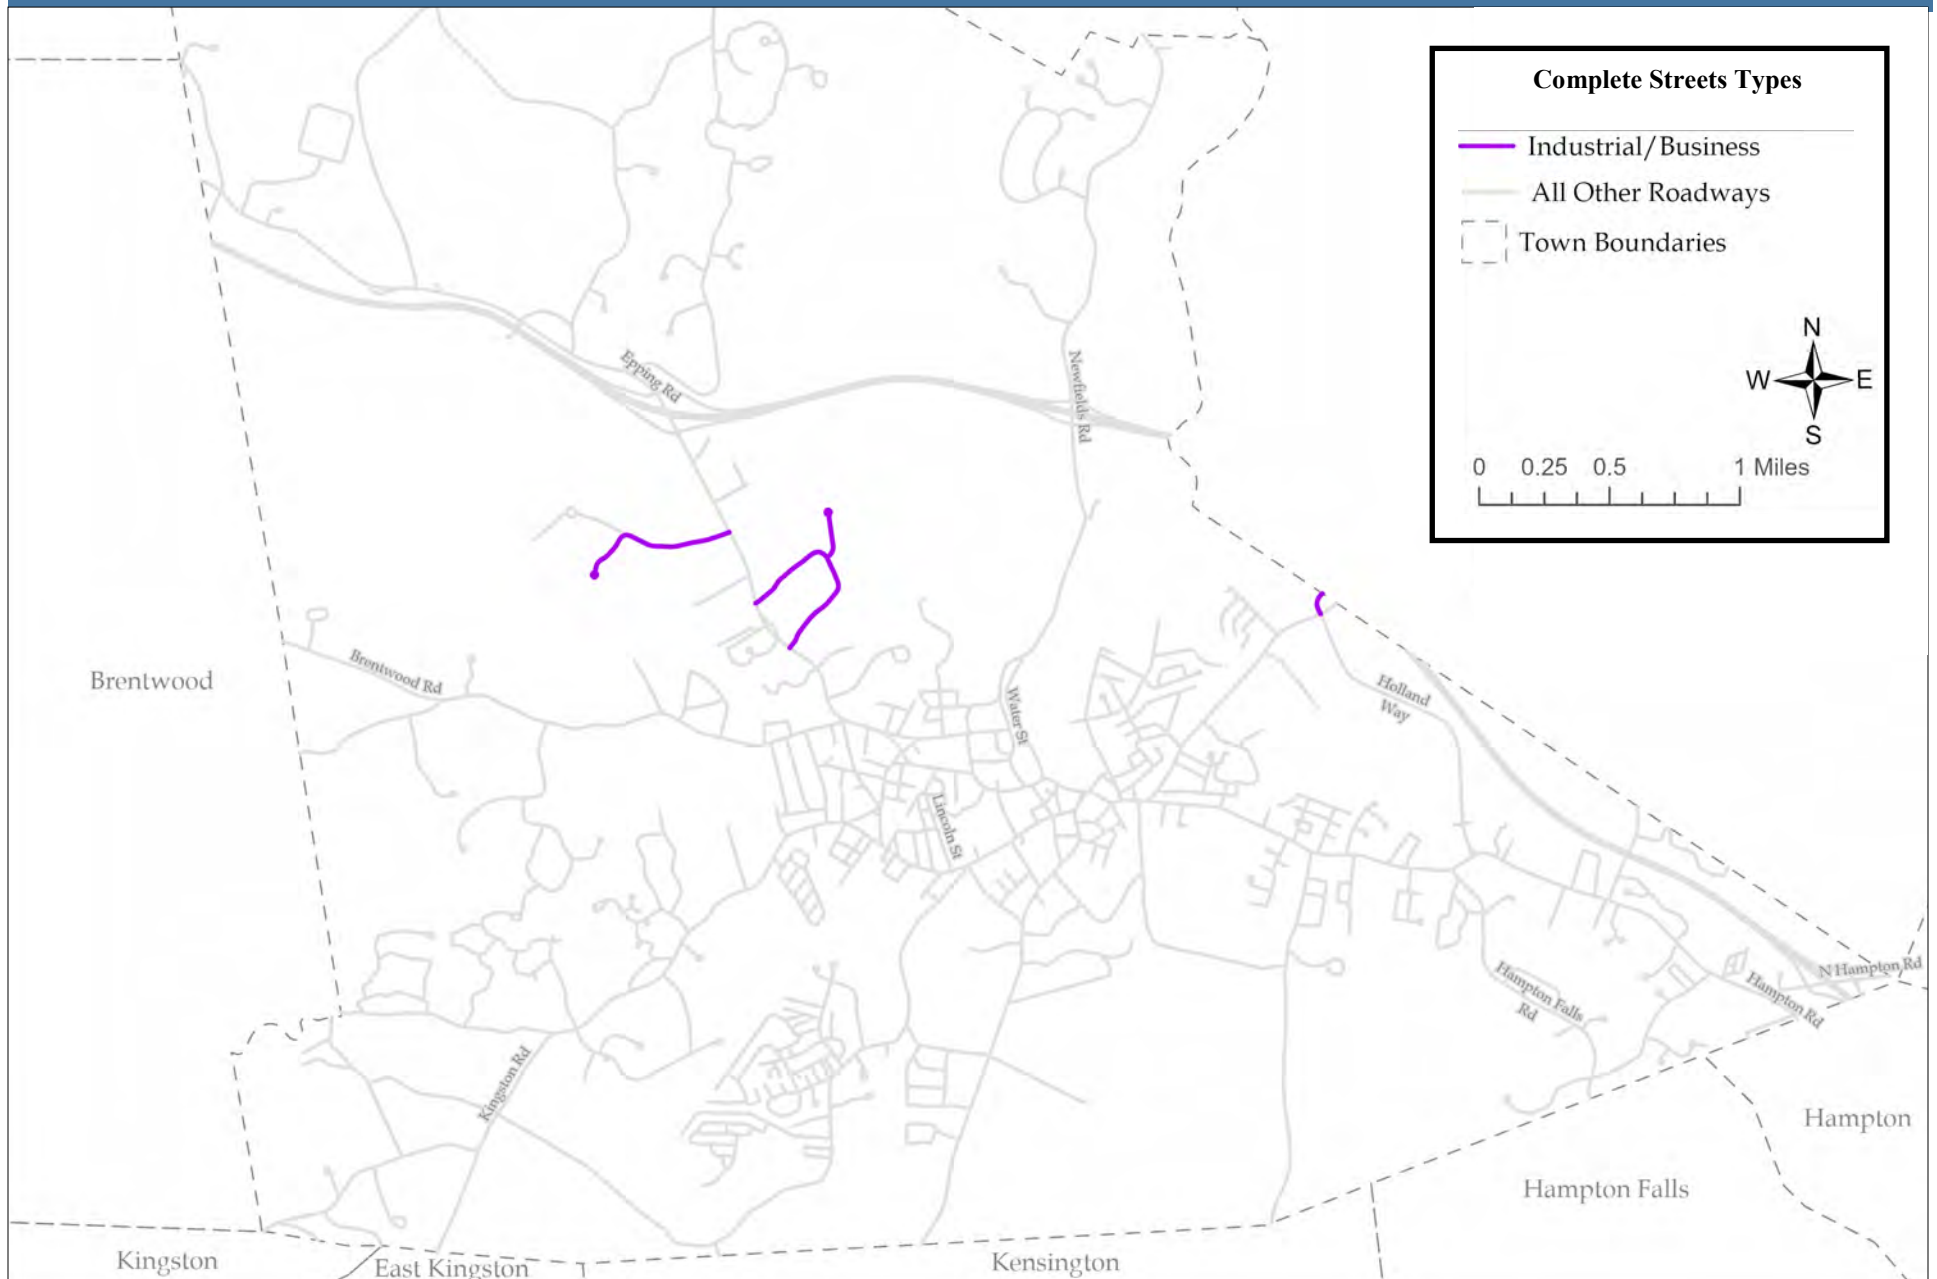 Complete Streets Types
Industrial/Business
All Other Roadways
Town Boundaries
N
W
E
S
0 0.25 0.5 1 Miles
Epping Rd
Newfields Rd
Brentwood
Brentwood Rd
Holland
Way
Water St
Lincoln St
N Hampton Rd
Hampton Rd
Hampton Falls
Rd
Kingston Rd
Hampton
Hampton Falls
Kingston
East Kingston
Kensington